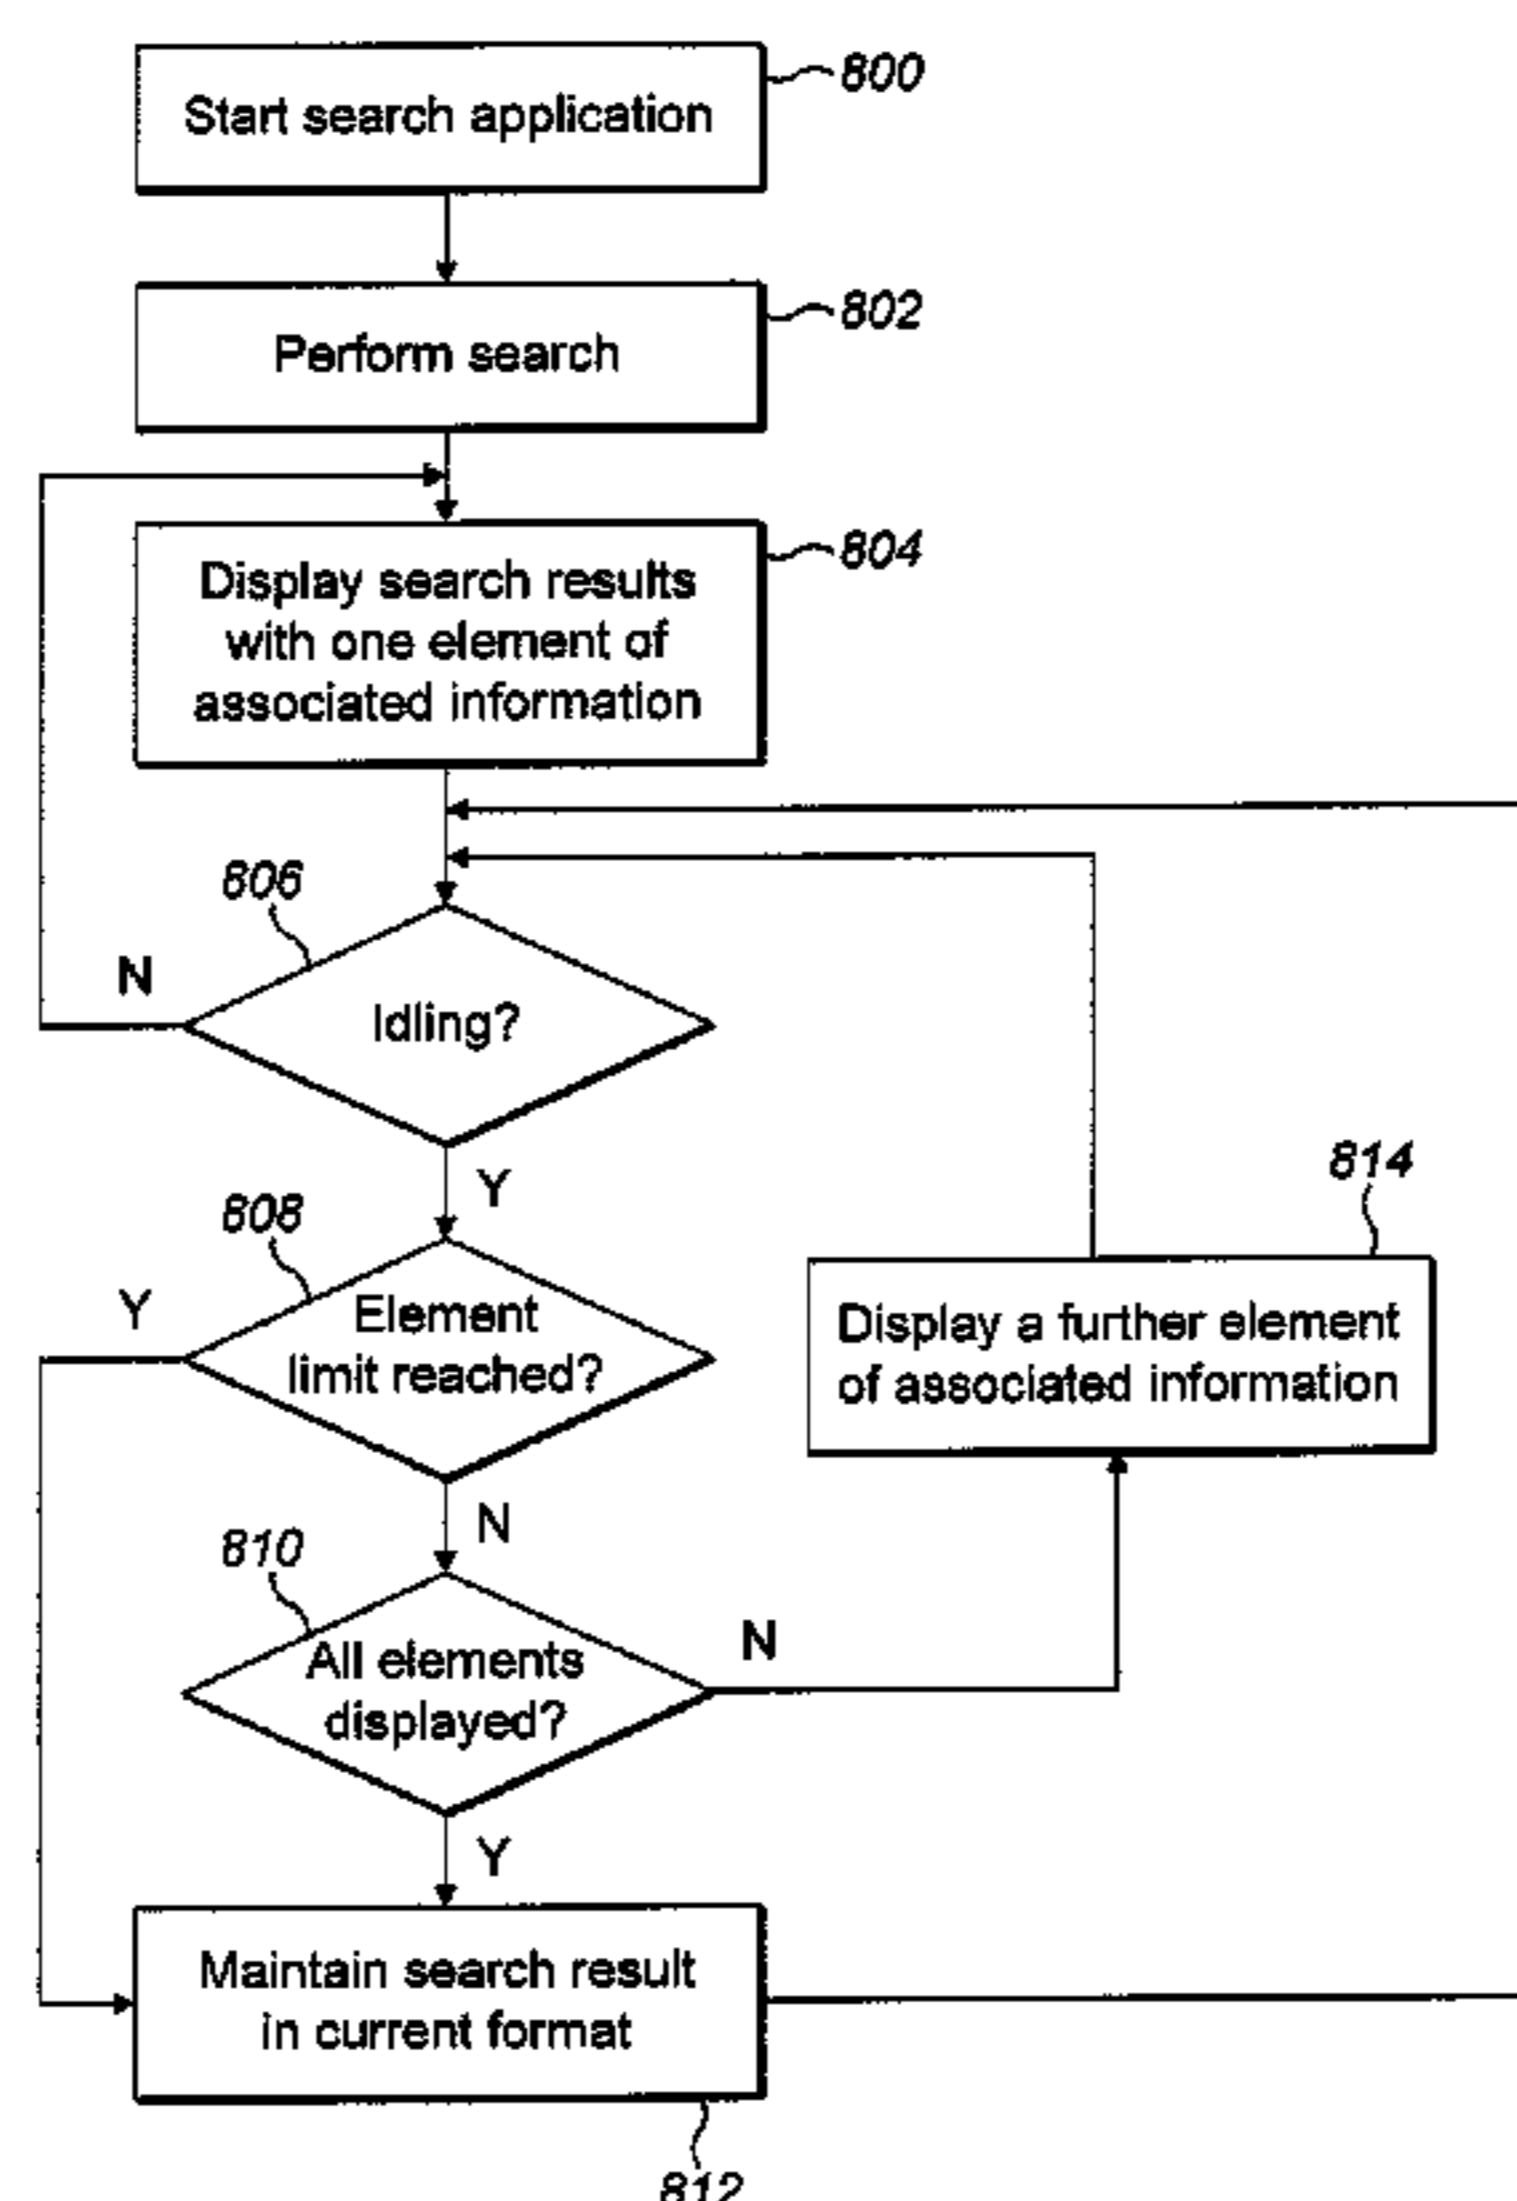 Start search application
800
Perform search
802
Display search results
with one element of
associated information
804
806
N
Idling?
Y
808
Y
Element
limit reached?
N
814
Display a further element
of associated information
810
All elements
displayed?
N
Y
Maintain search result
in current format
812